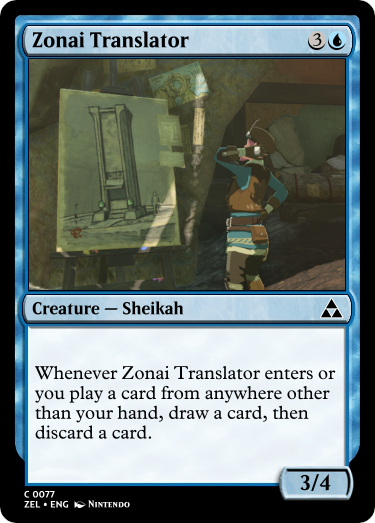 Zonai Translator 3
Creature — Sheikah
Whenever Zonai Translator enters or
you play a card from anywhere other
than your hand, draw a card, then
discard a card.
3/4
C 0077
ZEL • ENG Nintendo